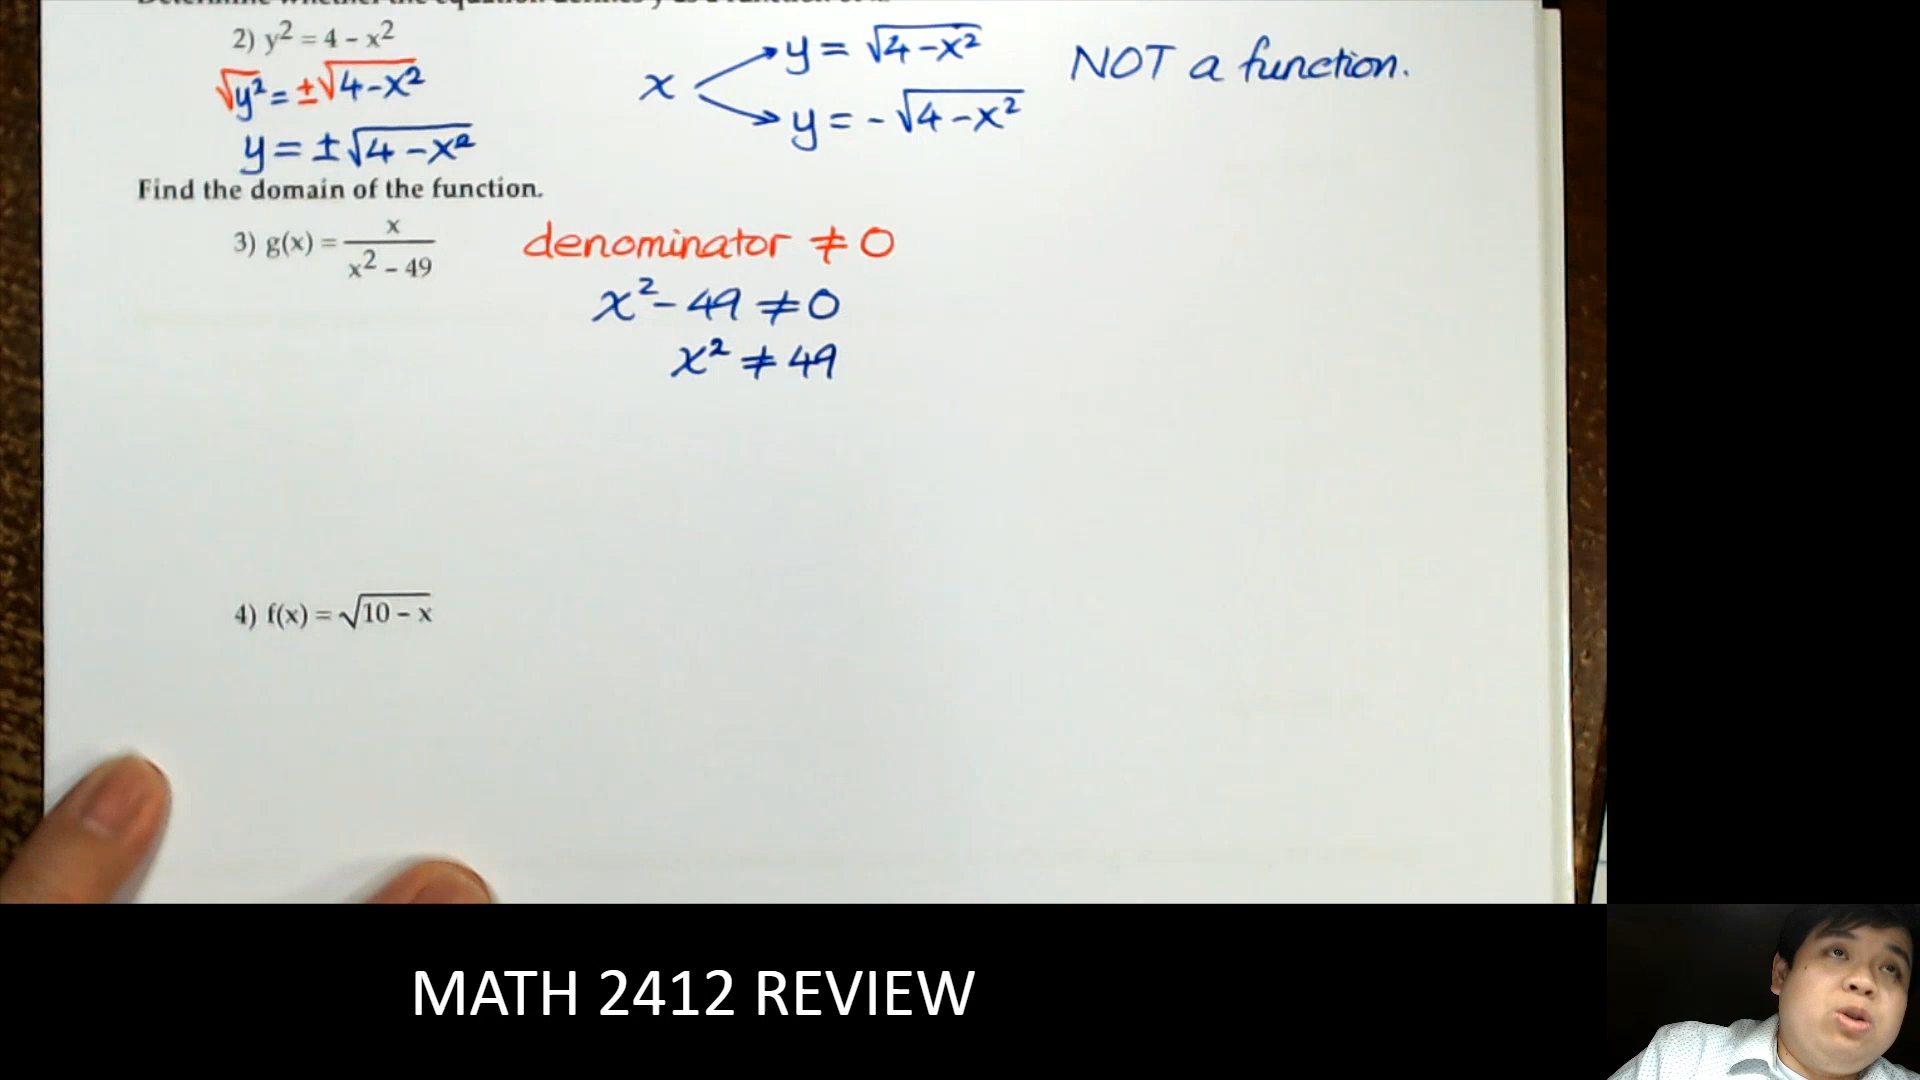 2) y² = 4 – x²
√y² = ±√4-x²
y = ±√4-x²
x
y = √4-x²
y = -√4-x²
NOT a function.
Find the domain of the function.
3) g(x) = x / x² – 49
denominator ≠ 0
x² - 49 ≠ 0
x² ≠ 49
4) f(x) = √10 – x
MATH 2412 REVIEW